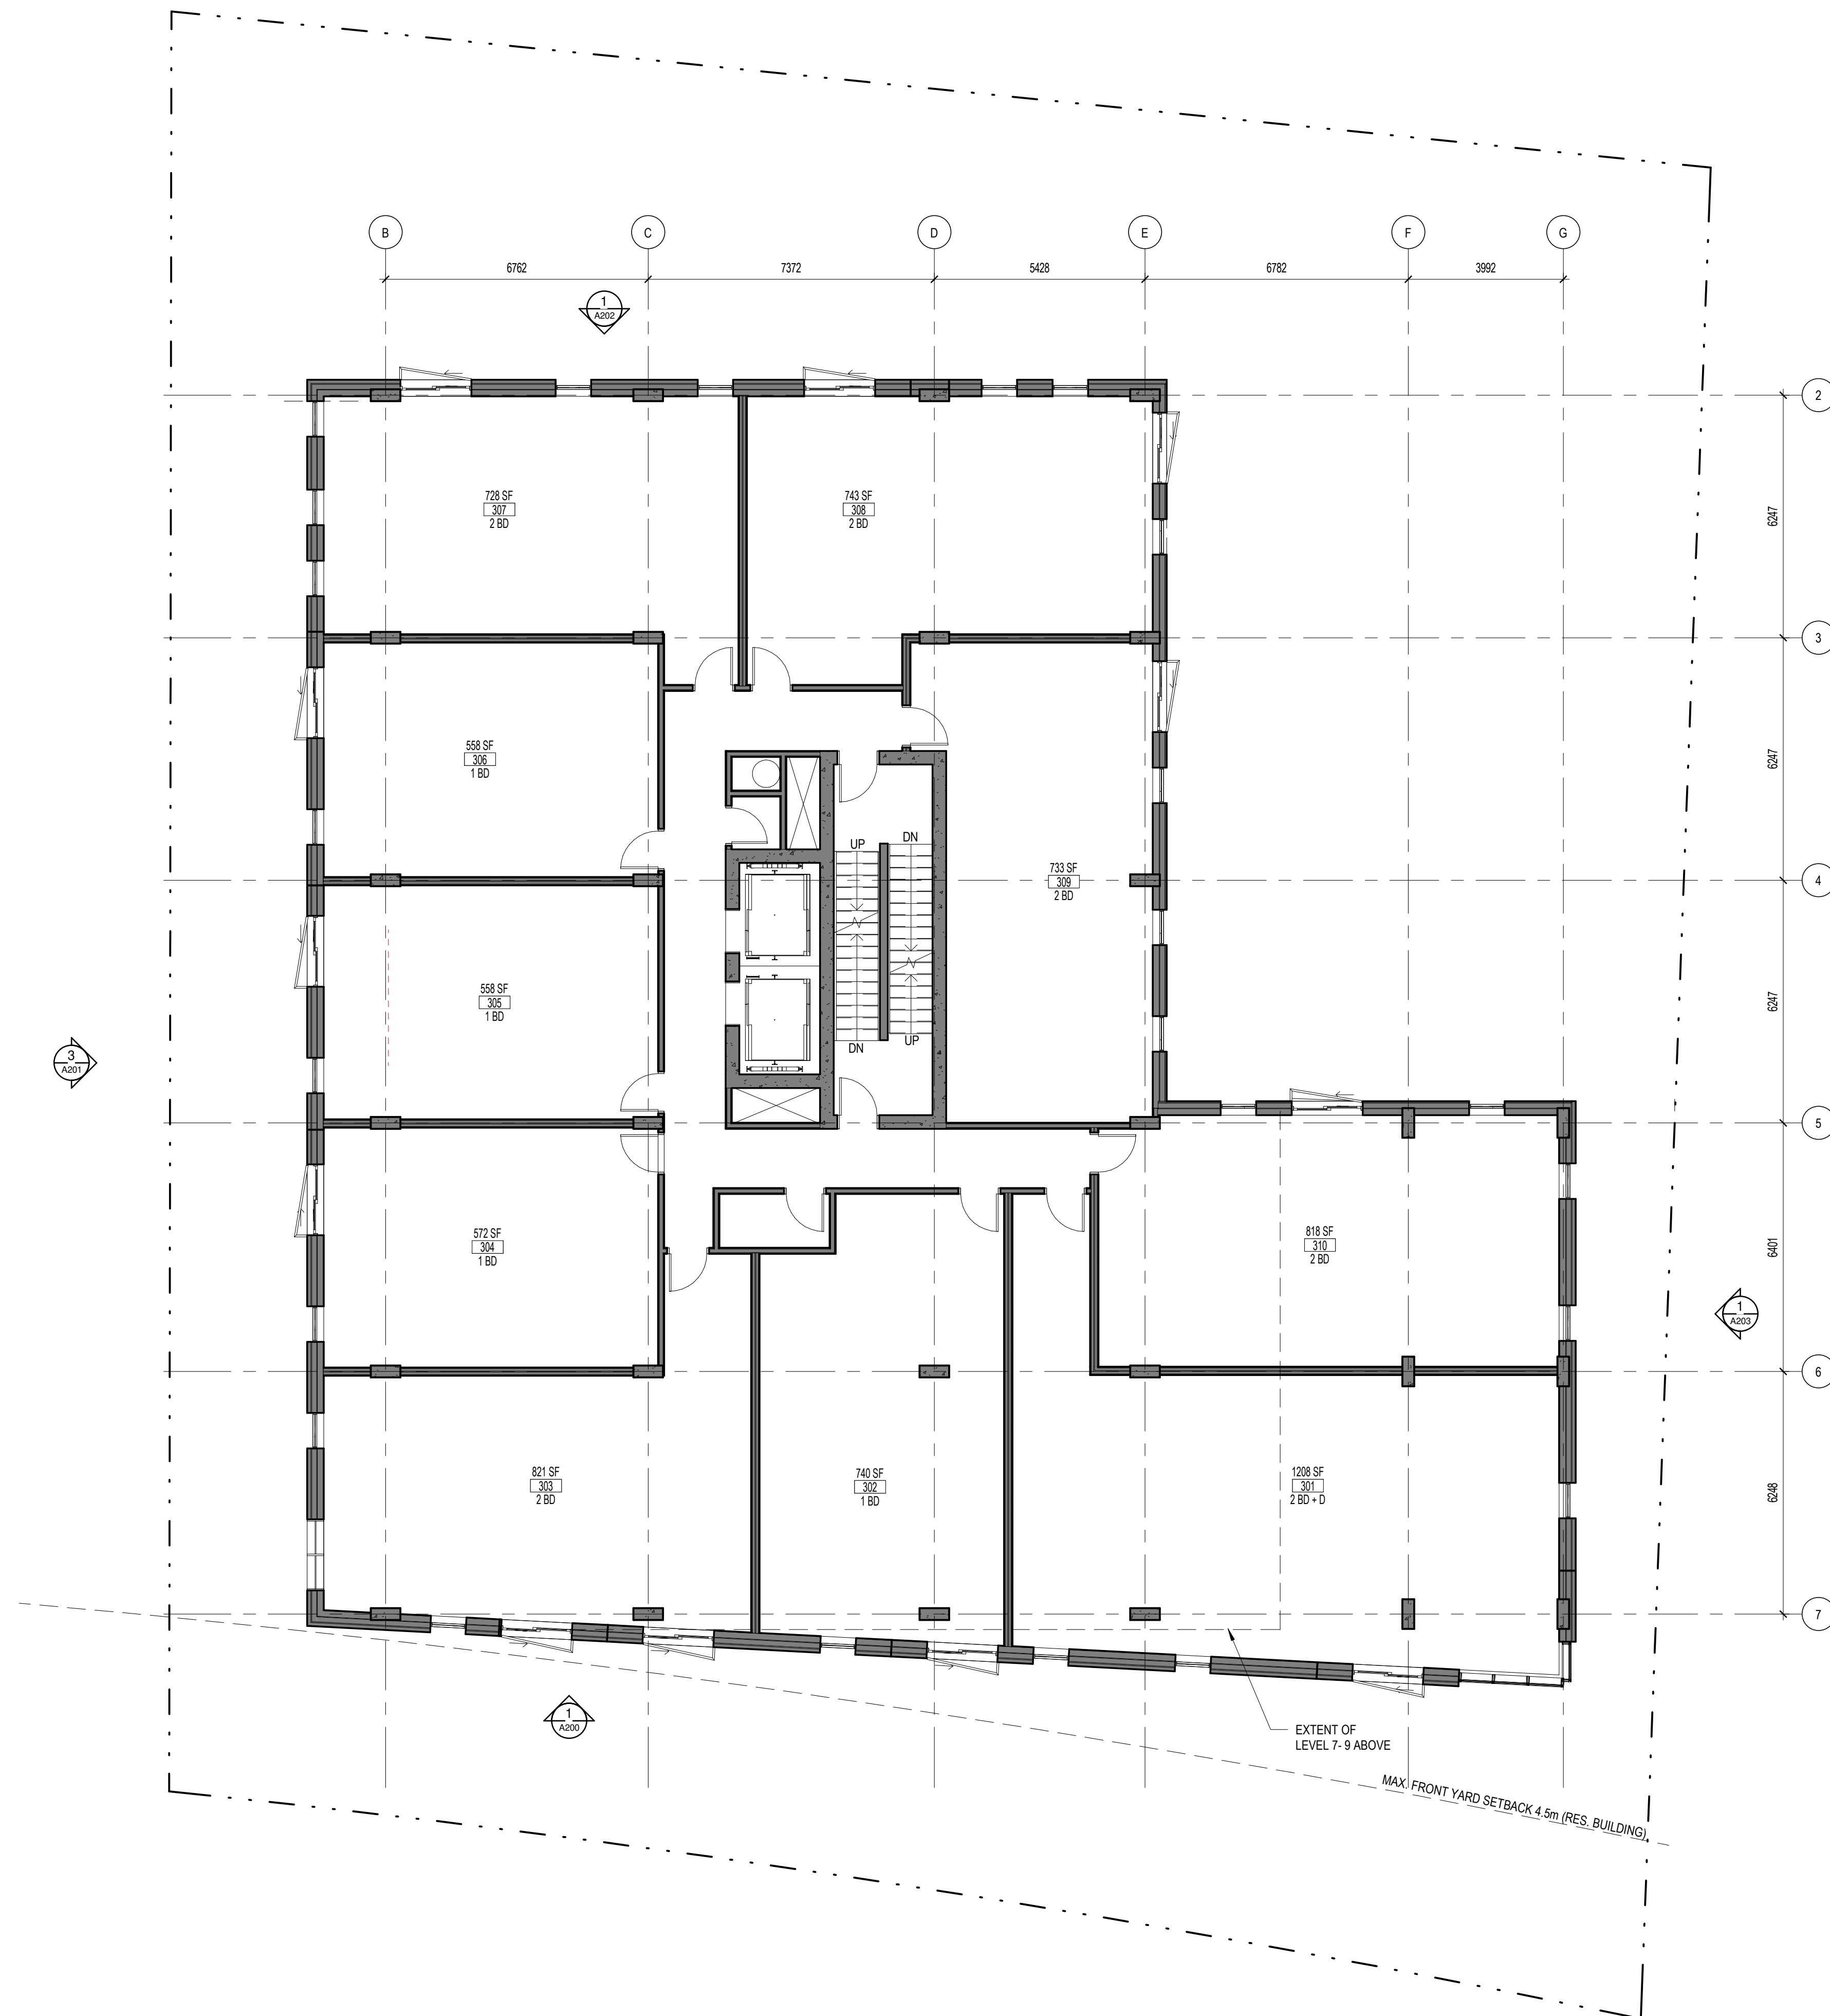 B
C
D
E
F
G
6762
7372
5428
6782
3992
1
A202
2
728 SF
307
2 BD
743 SF
308
2 BD
6247
3
558 SF
306
1 BD
6247
UP
DN
733 SF
309
2 BD
4
558 SF
305
1 BD
6247
DN
UP
3
A201
5
572 SF
304
1 BD
818 SF
310
2 BD
6401
1
A203
6
821 SF
303
2 BD
740 SF
302
1 BD
1208 SF
301
2 BD + D
6248
7
1
A200
EXTENT OF
LEVEL 7- 9 ABOVE
MAX. FRONT YARD SETBACK 4.5m (RES. BUILDING)